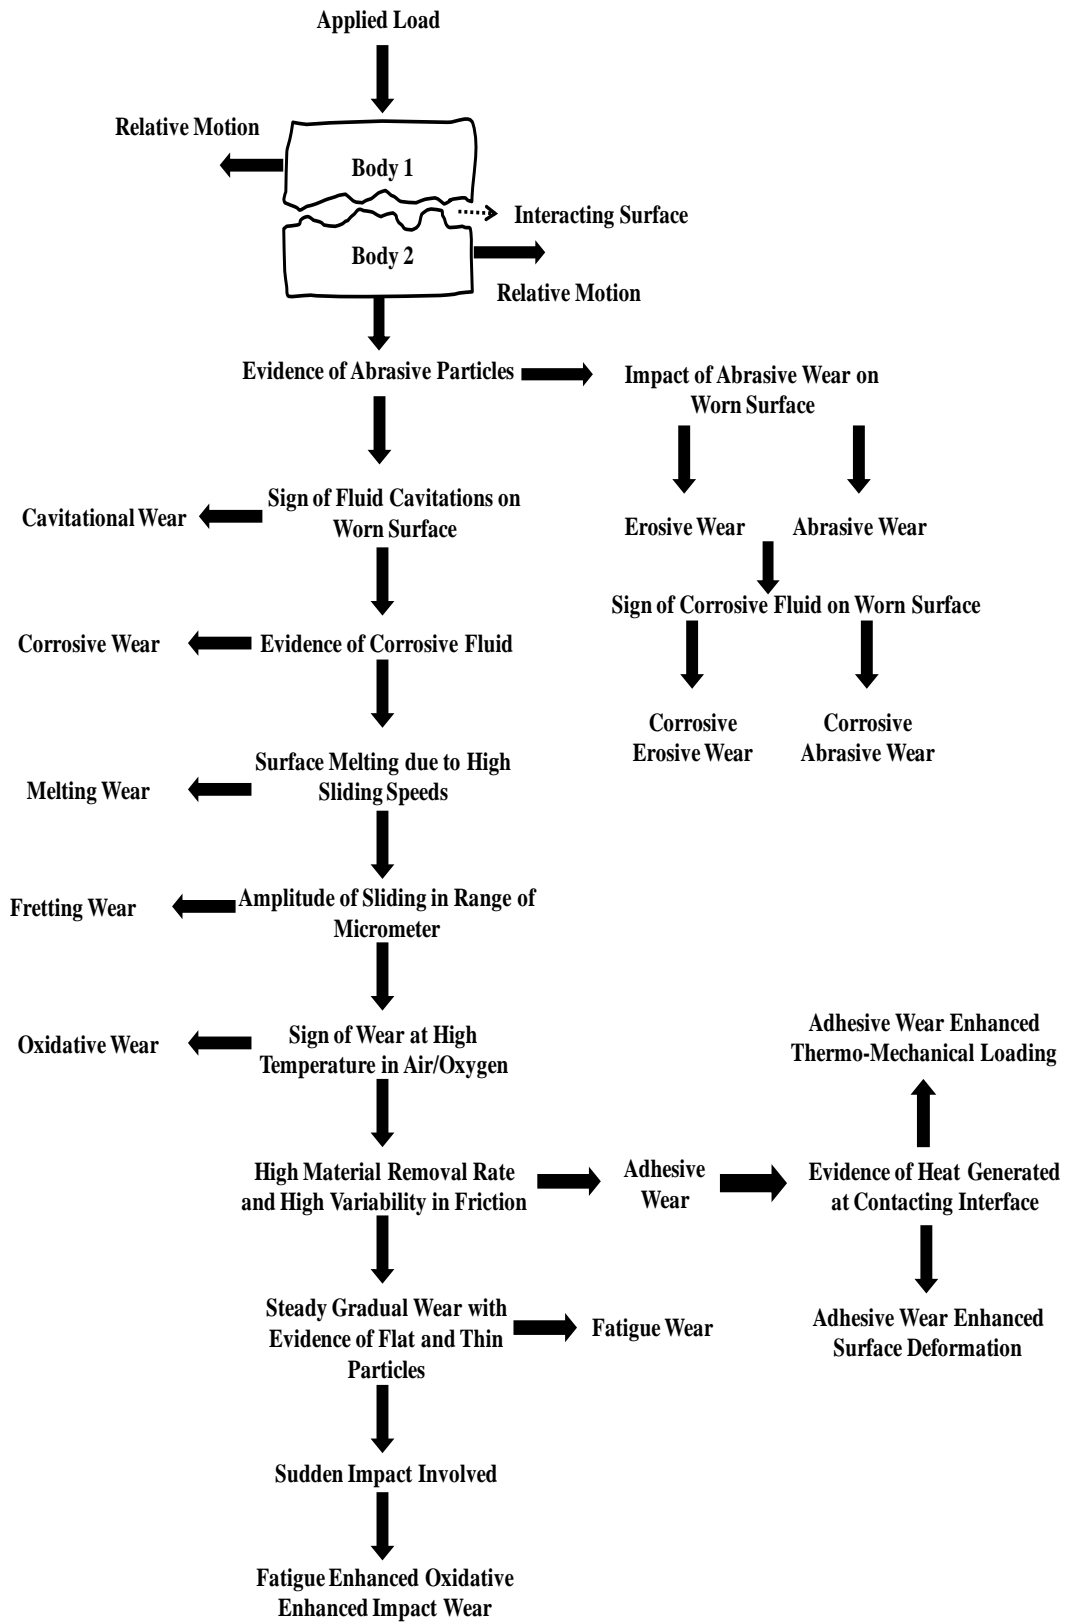 Applied Load
Relative Motion
Body 1
Interacting Surface
Body 2
Relative Motion
Evidence of Abrasive Particles
Impact of Abrasive Wear on
Worn Surface
Sign of Fluid Cavitations on
Worn Surface
Cavitational Wear
Erosive Wear
Abrasive Wear
Sign of Corrosive Fluid on Worn Surface
Corrosive Wear
Evidence of Corrosive Fluid
Corrosive
Erosive Wear
Corrosive
Abrasive Wear
Surface Melting due to High
Sliding Speeds
Melting Wear
Fretting Wear
Amplitude of Sliding in Range of
Micrometer
Oxidative Wear
Sign of Wear at High
Temperature in Air/Oxygen
Adhesive Wear Enhanced
Thermo-Mechanical Loading
High Material Removal Rate
and High Variability in Friction
Adhesive
Wear
Evidence of Heat Generated
at Contacting Interface
Steady Gradual Wear with
Evidence of Flat and Thin
Particles
Fatigue Wear
Adhesive Wear Enhanced
Surface Deformation
Sudden Impact Involved
Fatigue Enhanced Oxidative
Enhanced Impact Wear